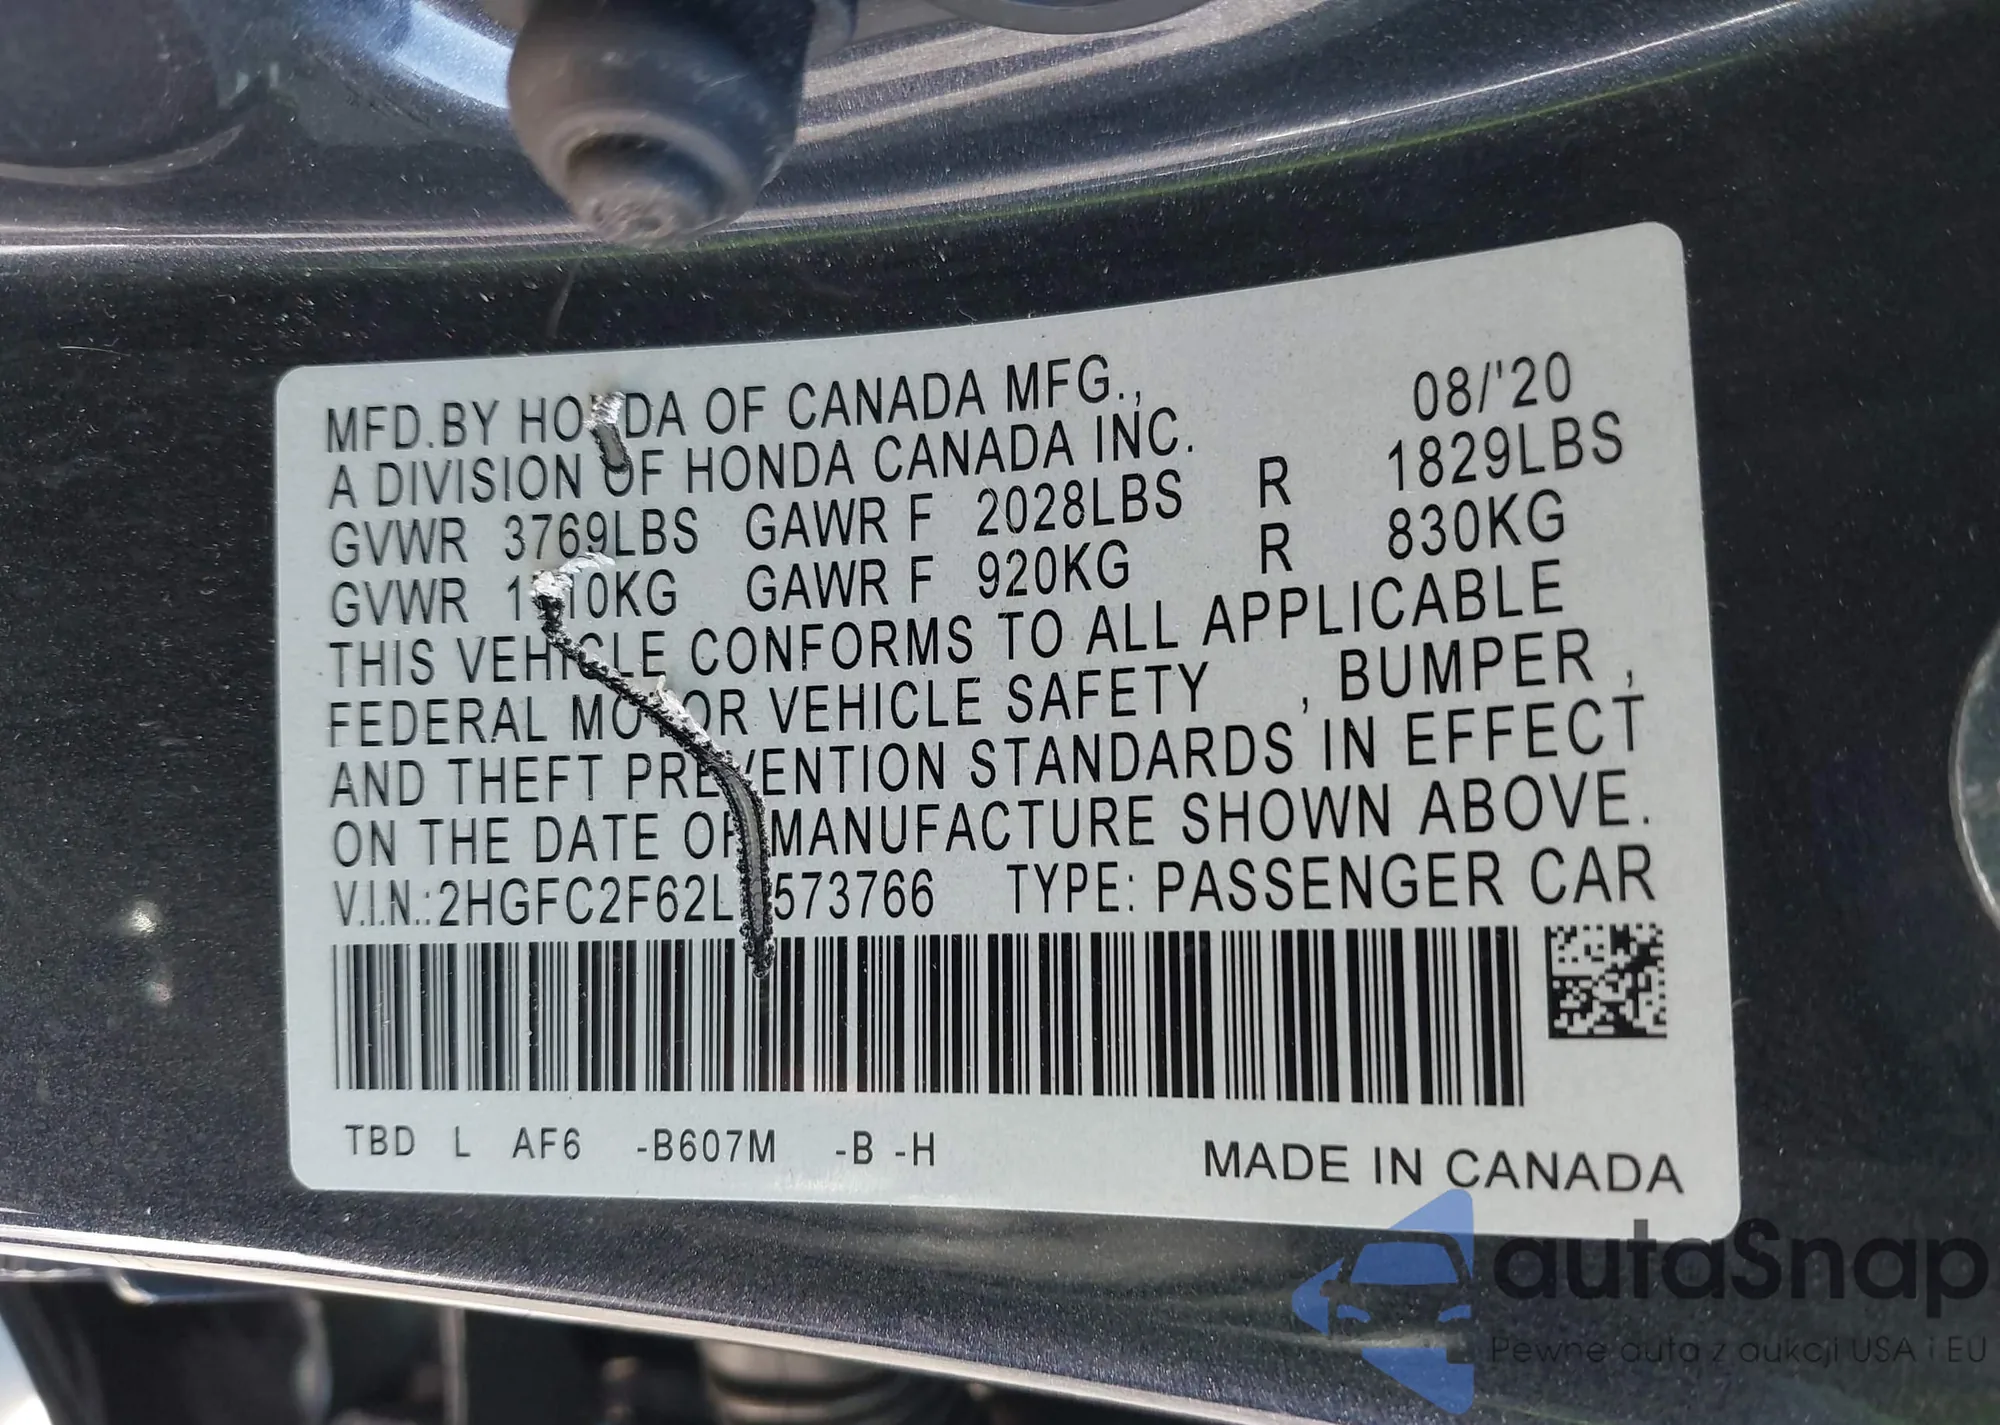 MFD.BY HONDA OF CANADA MFG., 08/'20
A DIVISION OF HONDA CANADA INC.
GVWR 3769LBS GAWR F 2028LBS R 1829LBS
GVWR GAWR F 920KG R 830KG
THIS VEHICLE CONFORMS TO ALL APPLICABLE
FEDERAL MOTOR VEHICLE SAFETY , BUMPER ,
AND THEFT PREVENTION STANDARDS IN EFFECT
ON THE DATE OF MANUFACTURE SHOWN ABOVE.
V.I.N.: TYPE: PASSENGER CAR
TBD L AF6 -B607M -B -H
MADE IN CANADA
autaSnap
Pewne auta z aukcji USA i EU